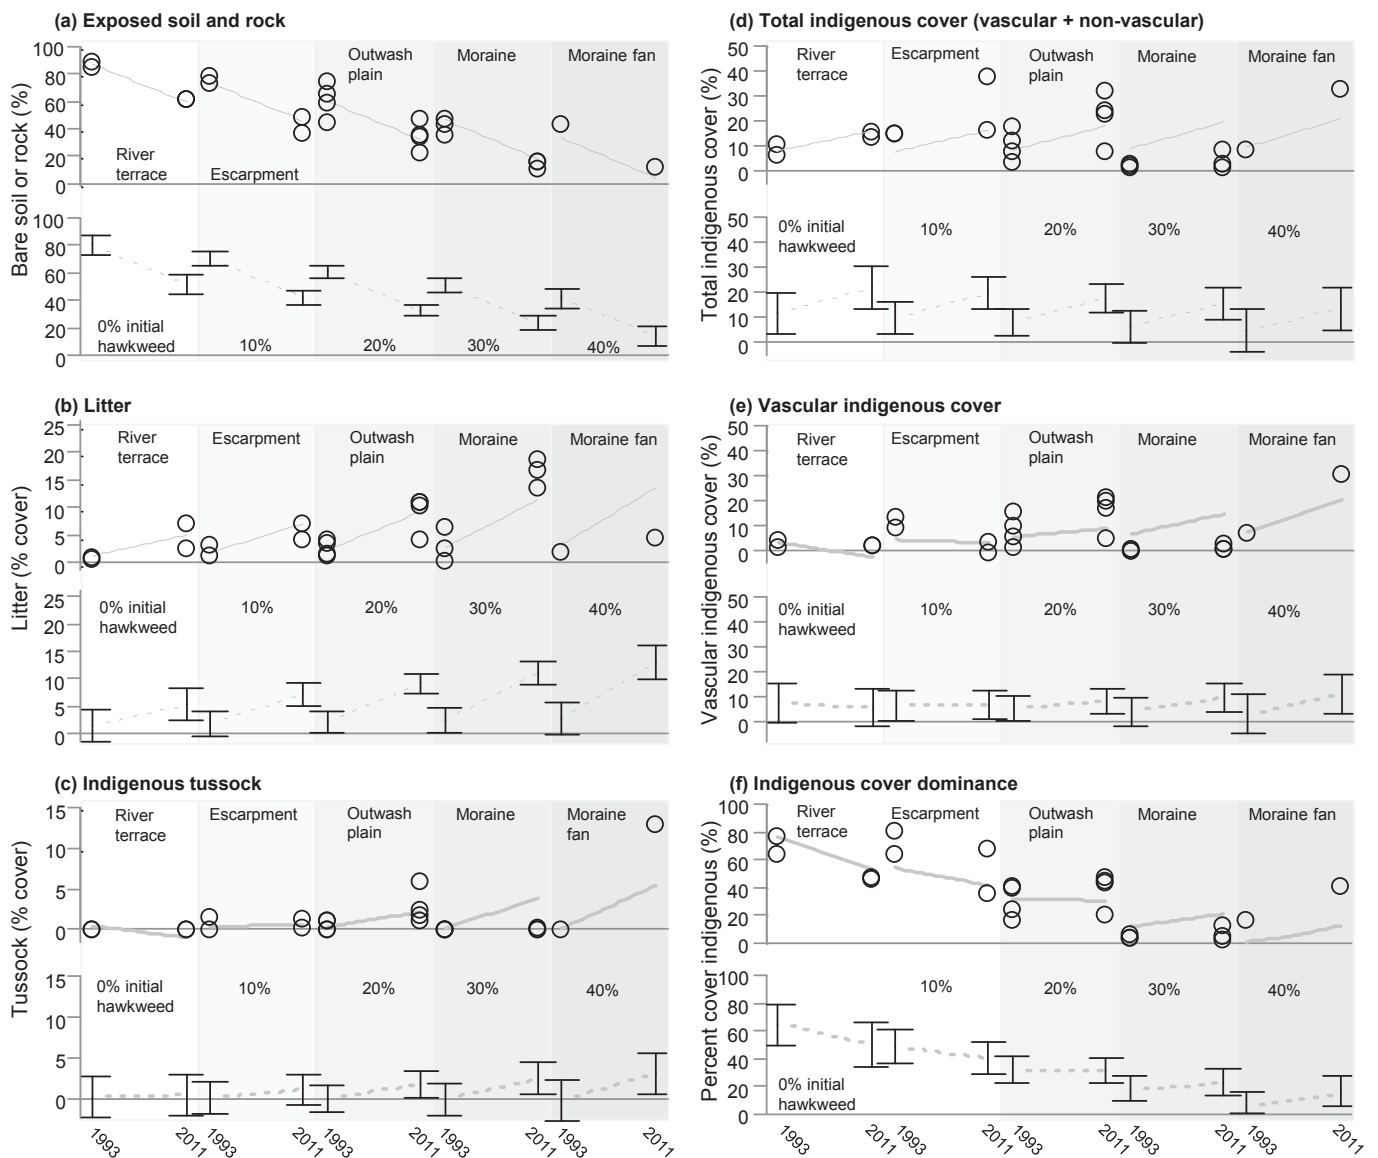 (a) Exposed soil and rock
Bare soil or rock (%)
100
80
60
40
20
0
River
terrace
Escarpment
Outwash
plain
Moraine
Moraine fan
100
80
60
40
20
0
0% initial
hawkweed
10%
20%
30%
40%
(b) Litter
Litter (% cover)
25
20
15
10
5
0
River
terrace
Escarpment
Outwash
plain
Moraine
Moraine fan
25
20
15
10
5
0
0% initial
hawkweed
10%
20%
30%
40%
(c) Indigenous tussock
Tussock (% cover)
15
10
5
0
River
terrace
Escarpment
Outwash
plain
Moraine
Moraine
fan
15
10
5
0
0% initial
hawkweed
10%
20%
30%
40%
1993
2011
1993
2011
1993
2011
1993
2011
1993
2011
(d) Total indigenous cover (vascular + non-vascular)
Total indigenous cover (%)
50
40
30
20
10
0
River
terrace
Escarpment
Outwash
plain
Moraine
Moraine fan
50
40
30
20
10
0
0% initial
hawkweed
10%
20%
30%
40%
(e) Vascular indigenous cover
Vascular indigenous cover (%)
50
40
30
20
10
0
River
terrace
Escarpment
Outwash
plain
Moraine
Moraine fan
50
40
30
20
10
0
0% initial
hawkweed
10%
20%
30%
40%
(f) Indigenous cover dominance
Percent cover indigenous (%)
100
80
60
40
20
0
River
terrace
Escarpment
Outwash
plain
Moraine
Moraine fan
100
80
60
40
20
0
0% initial
hawkweed
10%
20%
30%
40%
1993
2011
1993
2011
1993
2011
1993
2011
1993
2011